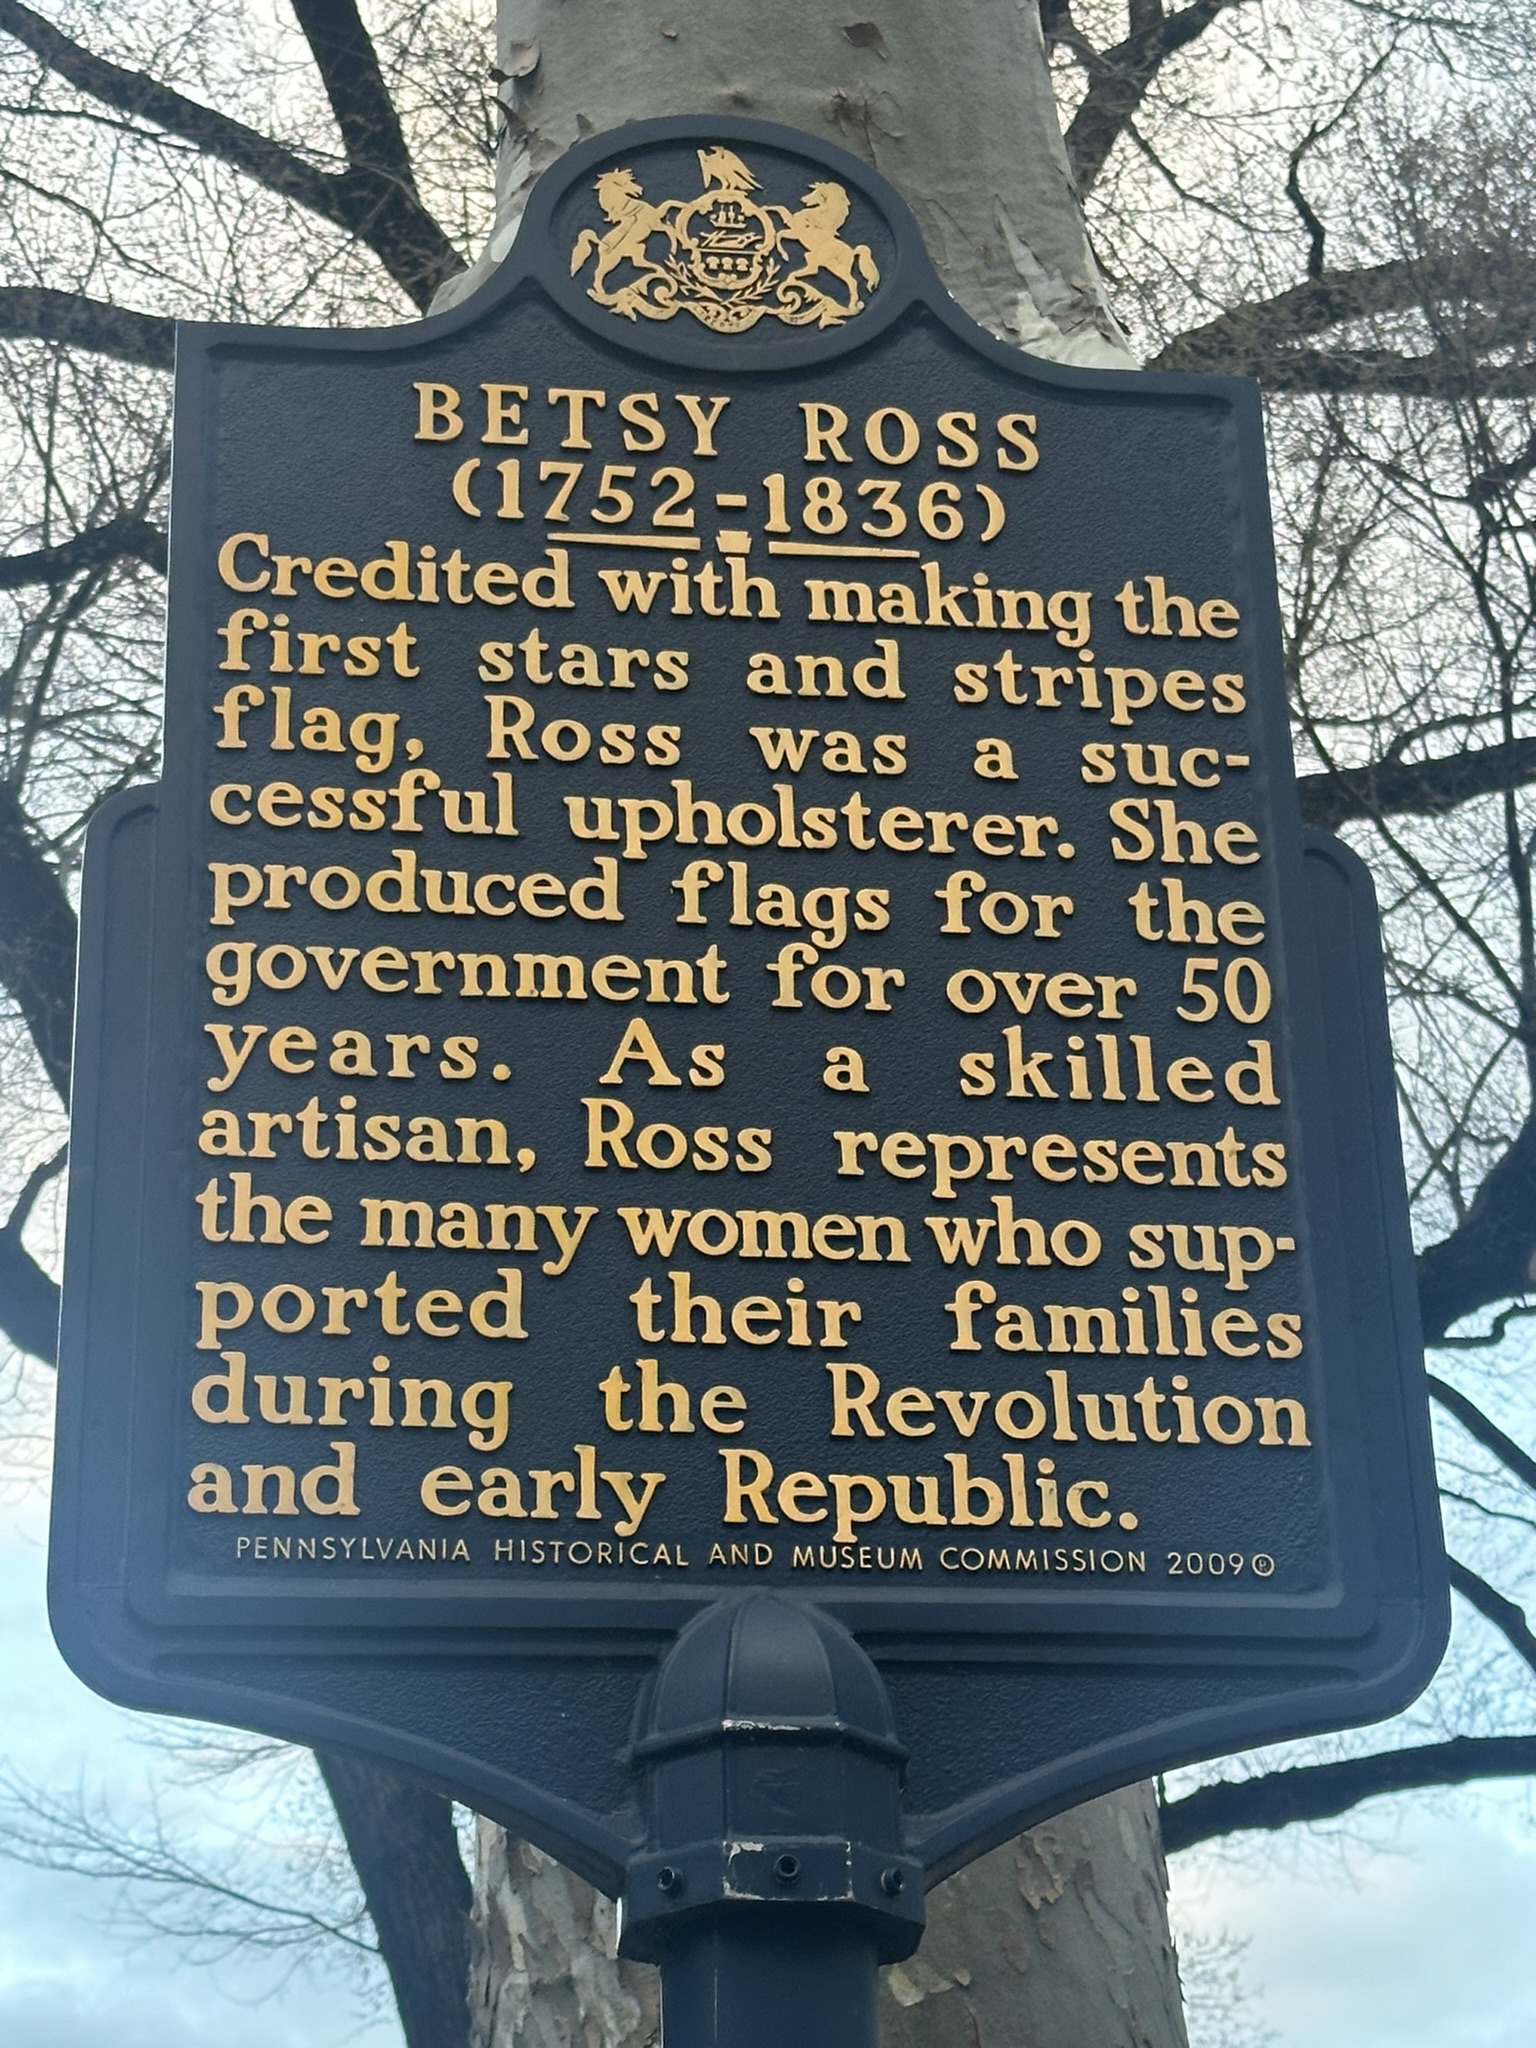 BETSY ROSS
(1752-1836)
Credited with making the
first stars and stripes
flag, Ross was a suc-
cessful upholsterer. She
produced flags for the
government for over 50
years. As a skilled
artisan, Ross represents
the many women who sup-
ported their families
during the Revolution
and early Republic.
PENNSYLVANIA HISTORICAL AND MUSEUM COMMISSION 2009Ⓟ